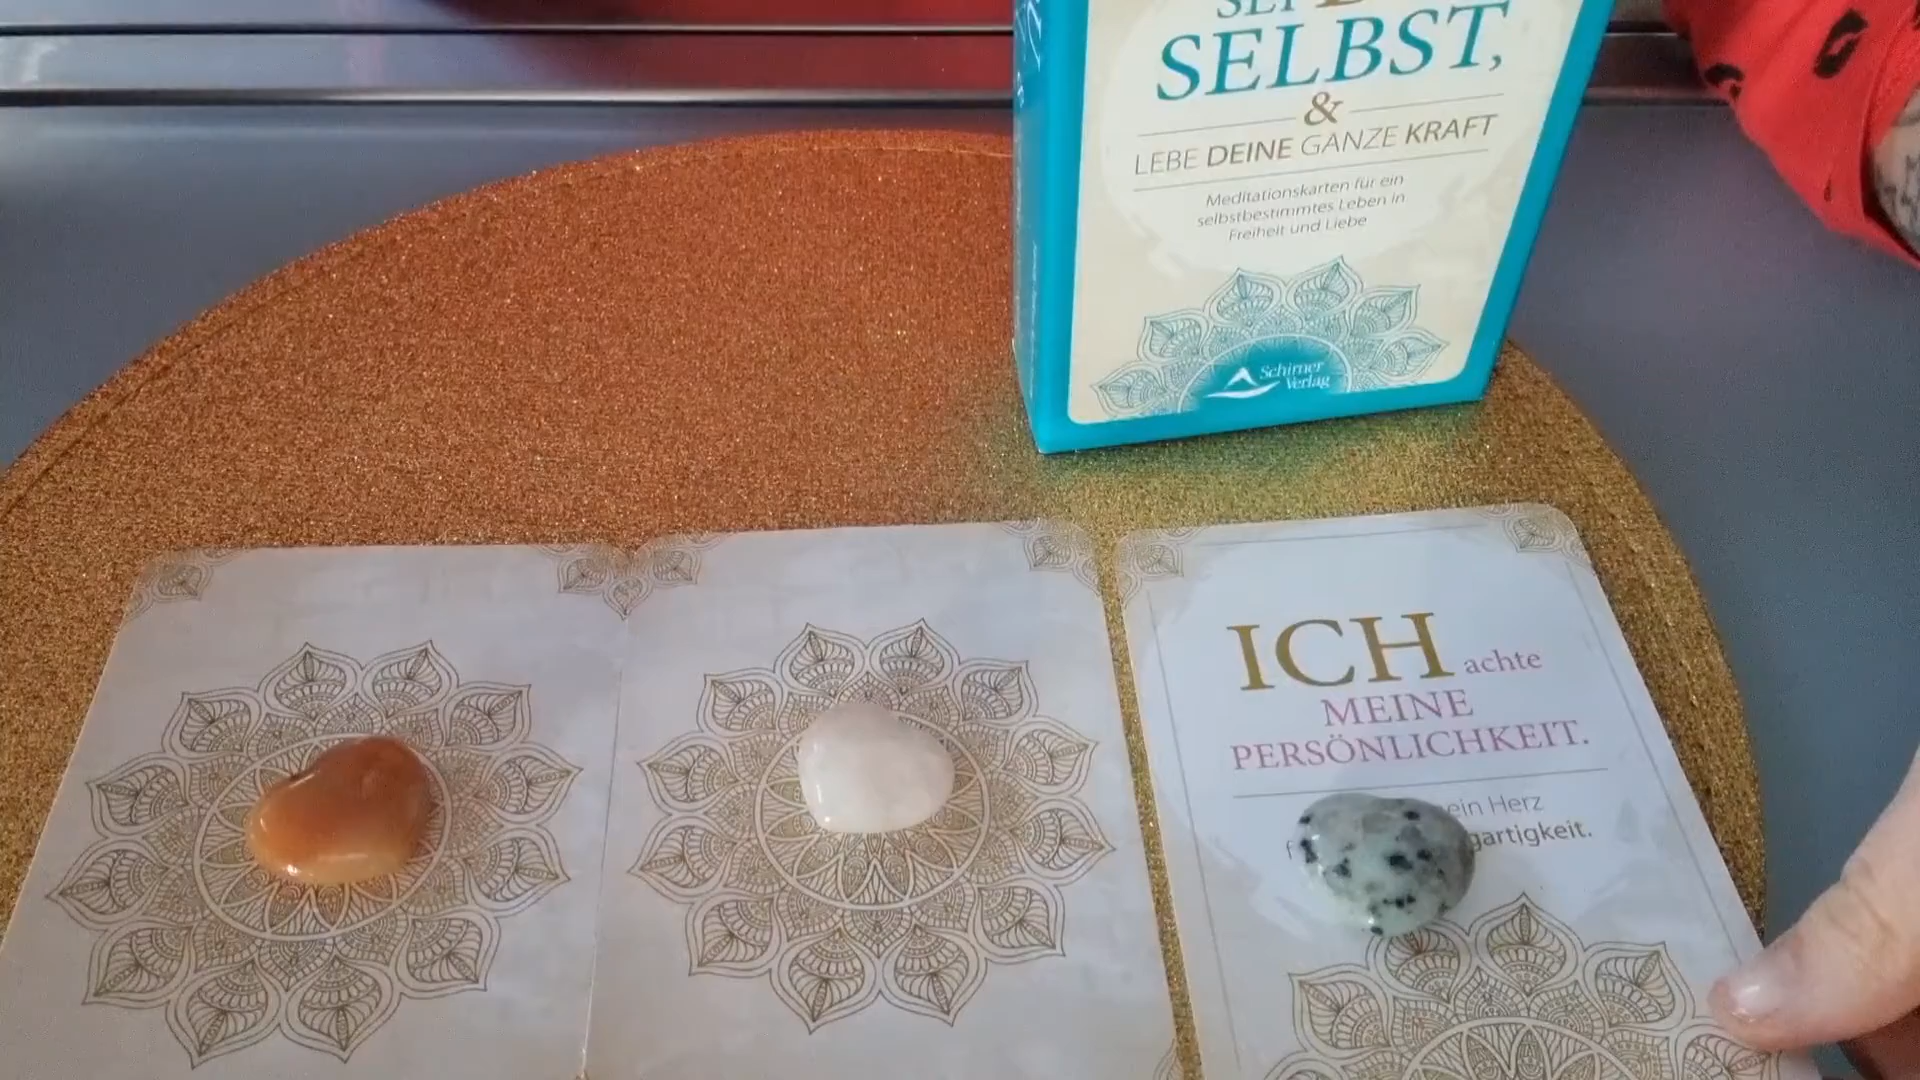 SELBST,
&
LEBE DEINE GANZE KRAFT
Meditationskarten für ein
selbstbestimmtes Leben in
Freiheit und Liebe
Schirner
Verlag
ICH achte
MEINE
PERSÖNLICHKEIT.
ein Herz
gartigkeit.